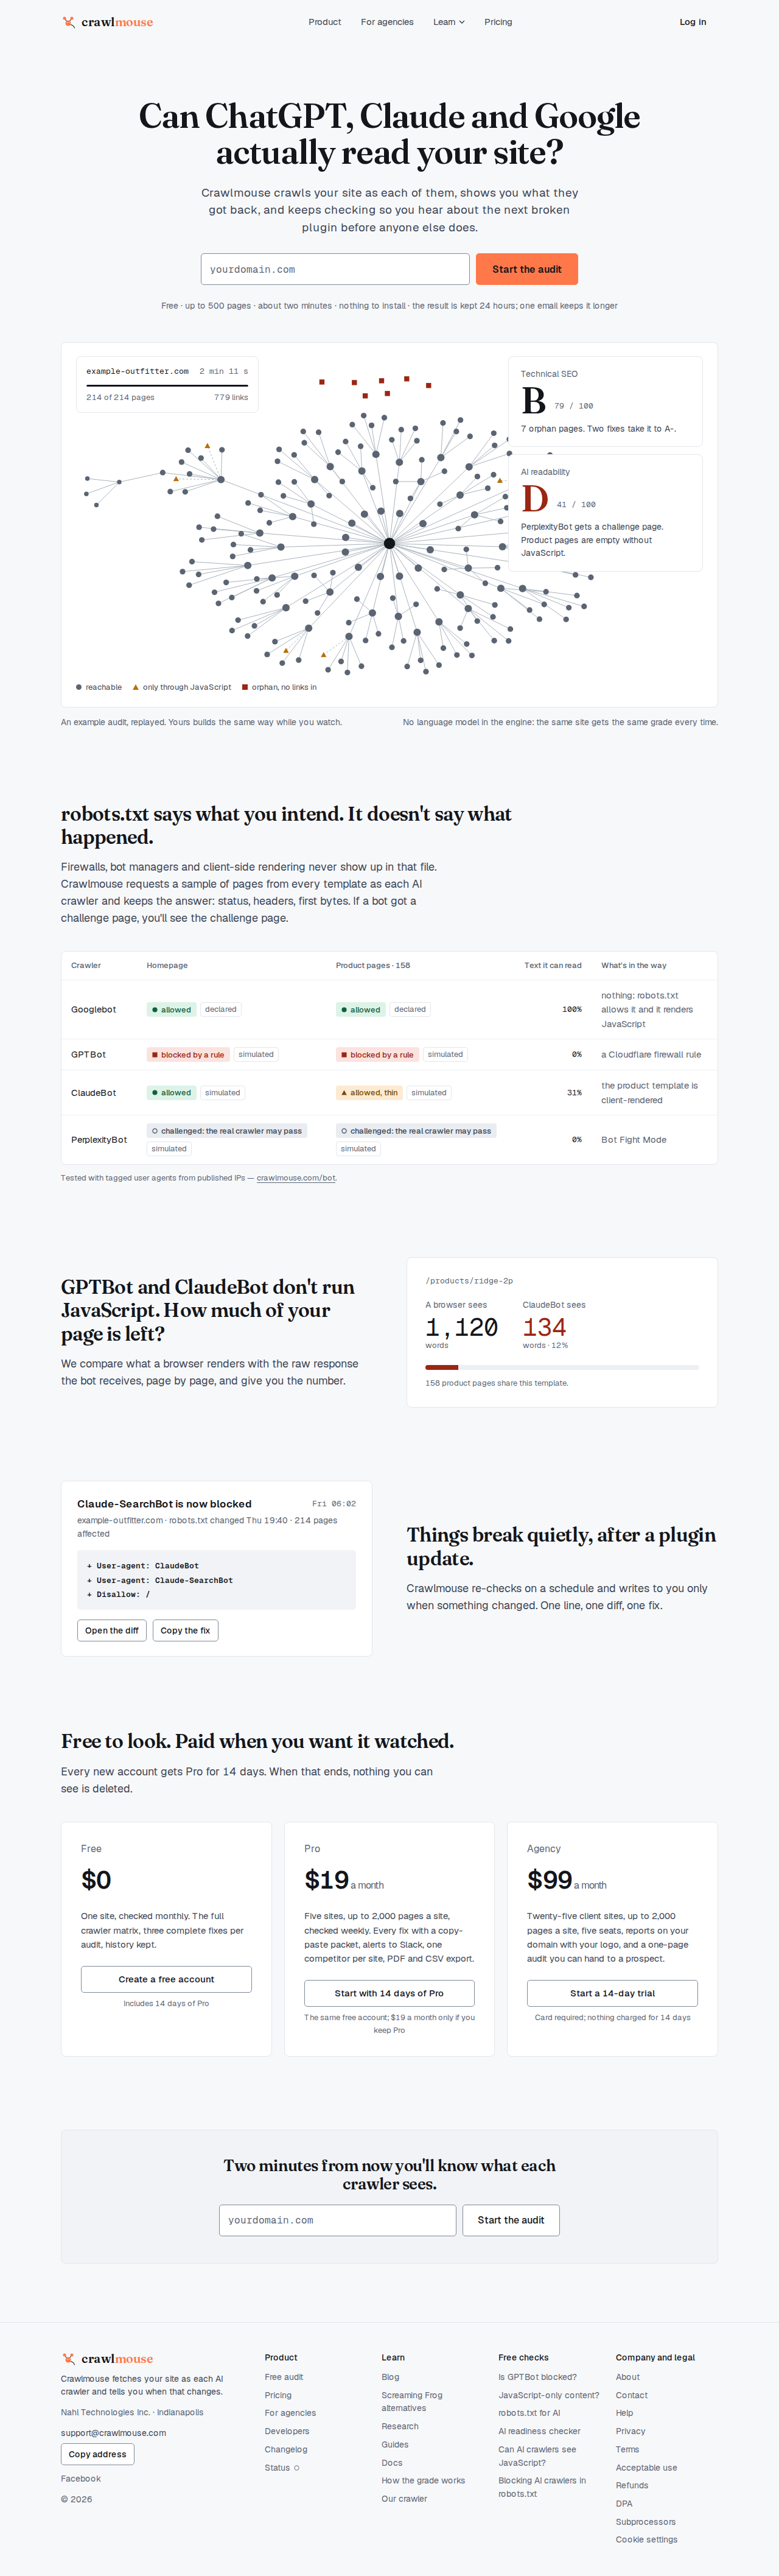 crawlmouse
Product
For agencies
Learn
Pricing
Log in
Can ChatGPT, Claude and Google
actually read your site?
Crawlmouse crawls your site as each of them, shows you what they
got back, and keeps checking so you hear about the next broken
plugin before anyone else does.
yourdomain.com
Start the audit
Free · up to 500 pages · about two minutes · nothing to install · the result is kept 24 hours; one email keeps it longer
example-outfitter.com 2 min 11 s
214 of 214 pages 779 links
Technical SEO
B 79 / 100
7 orphan pages. Two fixes take it to A-.
AI readability
D 41 / 100
PerplexityBot gets a challenge page.
Product pages are empty without
JavaScript.
reachable only through JavaScript orphan, no links in
An example audit, replayed. Yours builds the same way while you watch.
No language model in the engine: the same site gets the same grade every time.
robots.txt says what you intend. It doesn't say what
happened.
Firewalls, bot managers and client-side rendering never show up in that file.
Crawlmouse requests a sample of pages from every template as each AI
crawler and keeps the answer: status, headers, first bytes. If a bot got a
challenge page, you'll see the challenge page.
Crawler Homepage Product pages · 158 Text it can read What's in the way
Googlebot allowed declared allowed declared 100% nothing: robots.txt
allows it and it renders
JavaScript
GPTBot blocked by a rule simulated blocked by a rule simulated 0% a Cloudflare firewall rule
ClaudeBot allowed simulated allowed, thin simulated 31% the product template is
client-rendered
PerplexityBot challenged: the real crawler may pass simulated challenged: the real crawler may pass simulated 0% Bot Fight Mode
Tested with tagged user agents from published IPs — crawlmouse.com/bot.
GPTBot and ClaudeBot don't run
JavaScript. How much of your
page is left?
We compare what a browser renders with the raw response
the bot receives, page by page, and give you the number.
/products/ridge-2p
A browser sees ClaudeBot sees
1,120 134
words words · 12%
158 product pages share this template.
Claude-SearchBot is now blocked Fri 06:02
example-outfitter.com · robots.txt changed Thu 19:40 · 214 pages
affected
+ User-agent: ClaudeBot
+ User-agent: Claude-SearchBot
+ Disallow: /
Open the diff Copy the fix
Things break quietly, after a plugin
update.
Crawlmouse re-checks on a schedule and writes to you only
when something changed. One line, one diff, one fix.
Free to look. Paid when you want it watched.
Every new account gets Pro for 14 days. When that ends, nothing you can
see is deleted.
Free
$0
One site, checked monthly. The full
crawler matrix, three complete fixes per
audit, history kept.
Create a free account
Includes 14 days of Pro
Pro
$19 a month
Five sites, up to 2,000 pages a site,
checked weekly. Every fix with a copy-
paste packet, alerts to Slack, one
competitor per site, PDF and CSV export.
Start with 14 days of Pro
The same free account; $19 a month only if you
keep Pro
Agency
$99 a month
Twenty-five client sites, up to 2,000
pages a site, five seats, reports on your
domain with your logo, and a one-page
audit you can hand to a prospect.
Start a 14-day trial
Card required; nothing charged for 14 days
Two minutes from now you'll know what each
crawler sees.
yourdomain.com
Start the audit
crawlmouse
Crawlmouse fetches your site as each AI
crawler and tells you when that changes.
Nahl Technologies Inc. · Indianapolis
support@crawlmouse.com
Copy address
Facebook
© 2026
Product
Free audit
Pricing
For agencies
Developers
Changelog
Status
Learn
Blog
Screaming Frog
alternatives
Research
Guides
Docs
How the grade works
Our crawler
Free checks
Is GPTBot blocked?
JavaScript-only content?
robots.txt for AI
AI readiness checker
Can AI crawlers see
JavaScript?
Blocking AI crawlers in
robots.txt
Company and legal
About
Contact
Help
Privacy
Terms
Acceptable use
Refunds
DPA
Subprocessors
Cookie settings